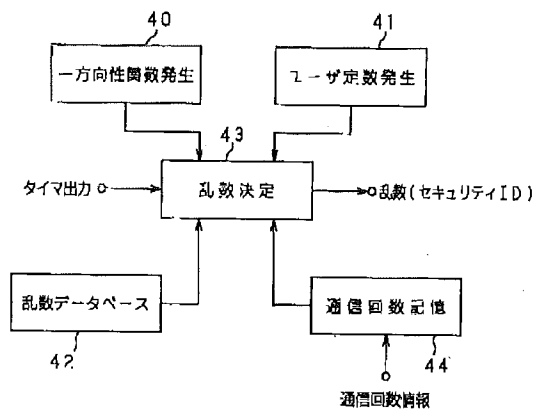 40
41
一方向性関数発生
ユーザ定数発生
43
タイマ出力
乱数決定
乱数(セキュリティID)
乱数データベース
通信回数記憶
42
44
通信回数情報